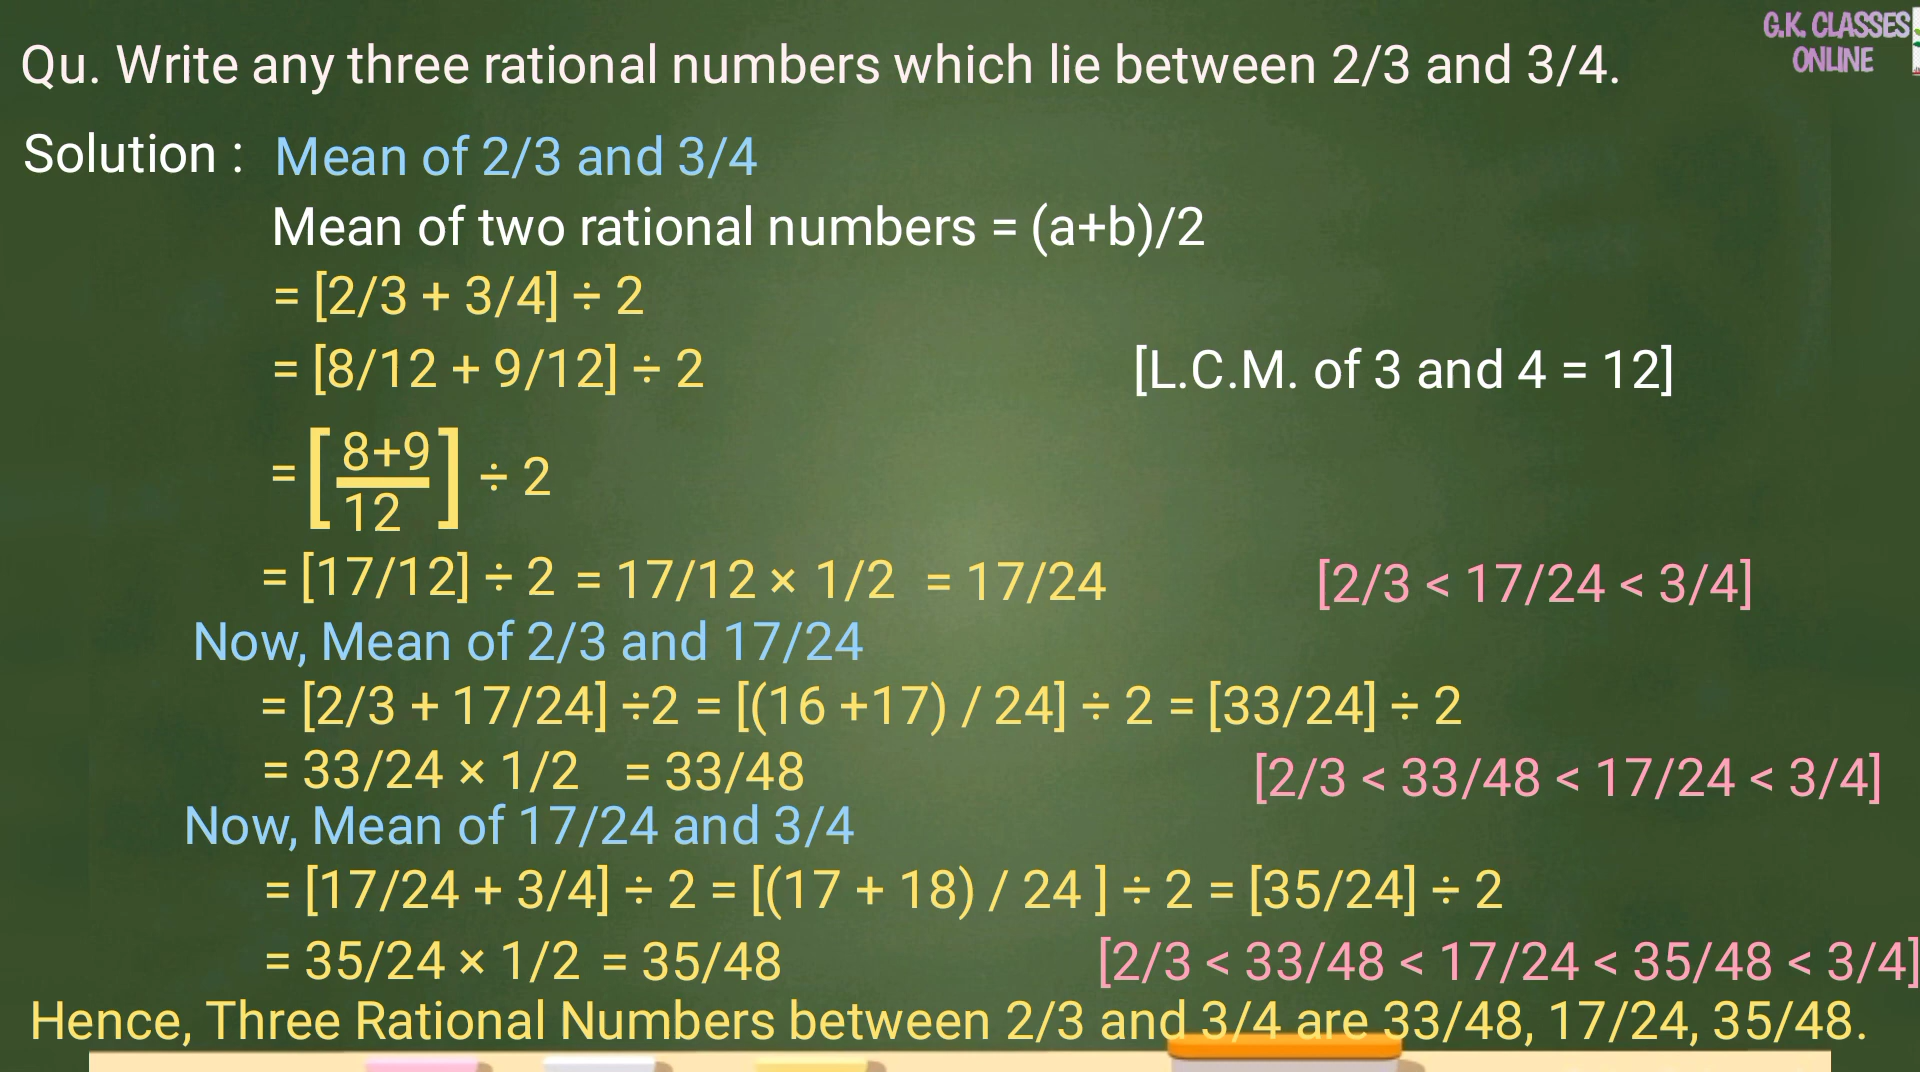 G.K. CLASSES
ONLINE
Qu. Write any three rational numbers which lie between 2/3 and 3/4.
Solution : Mean of 2/3 and 3/4
Mean of two rational numbers = (a+b)/2
= [2/3 + 3/4] ÷ 2
= [8/12 + 9/12] ÷ 2 [L.C.M. of 3 and 4 = 12]
= [8+9/12] ÷ 2
= [17/12] ÷ 2 = 17/12 × 1/2 = 17/24 [2/3 < 17/24 < 3/4]
Now, Mean of 2/3 and 17/24
= [2/3 + 17/24] ÷2 = [(16 +17) / 24] ÷ 2 = [33/24] ÷ 2
= 33/24 × 1/2 = 33/48 [2/3 < 33/48 < 17/24 < 3/4]
Now, Mean of 17/24 and 3/4
= [17/24 + 3/4] ÷ 2 = [(17 + 18) / 24 ] ÷ 2 = [35/24] ÷ 2
= 35/24 × 1/2 = 35/48 [2/3 < 33/48 < 17/24 < 35/48 < 3/4]
Hence, Three Rational Numbers between 2/3 and 3/4 are 33/48, 17/24, 35/48.